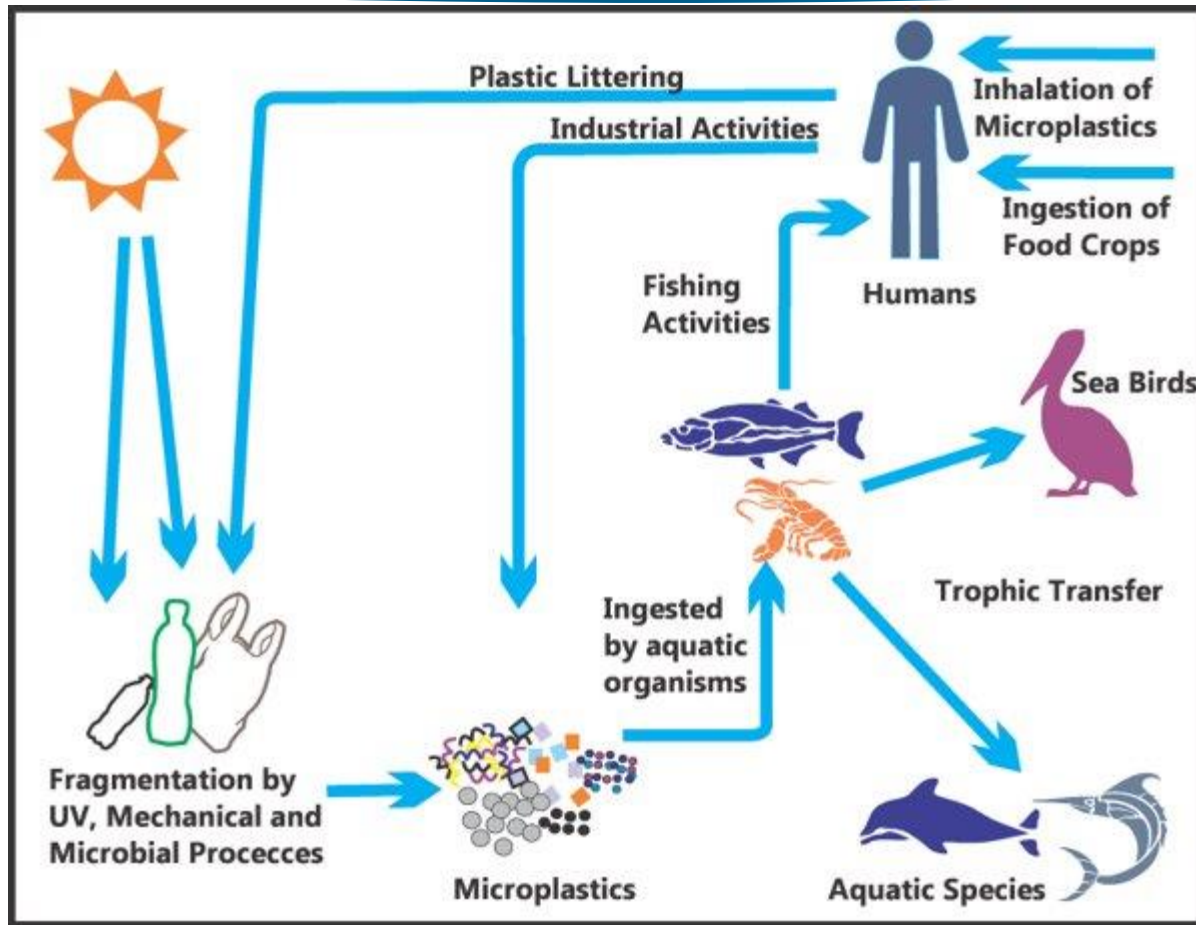 Plastic Littering
Industrial Activities
Inhalation of
Microplastics
Ingestion of
Food Crops
Humans
Fishing
Activities
Sea Birds
Trophic Transfer
Ingested
by aquatic
organisms
Fragmentation by
UV, Mechanical and
Microbial Procecces
Microplastics
Aquatic Species